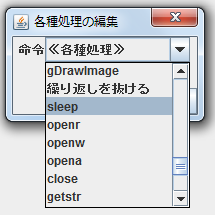 各種処理の編集
命令 ≪各種処理≫
gDrawImage
繰り返しを抜ける
sleep
openr
openw
opena
close
getstr